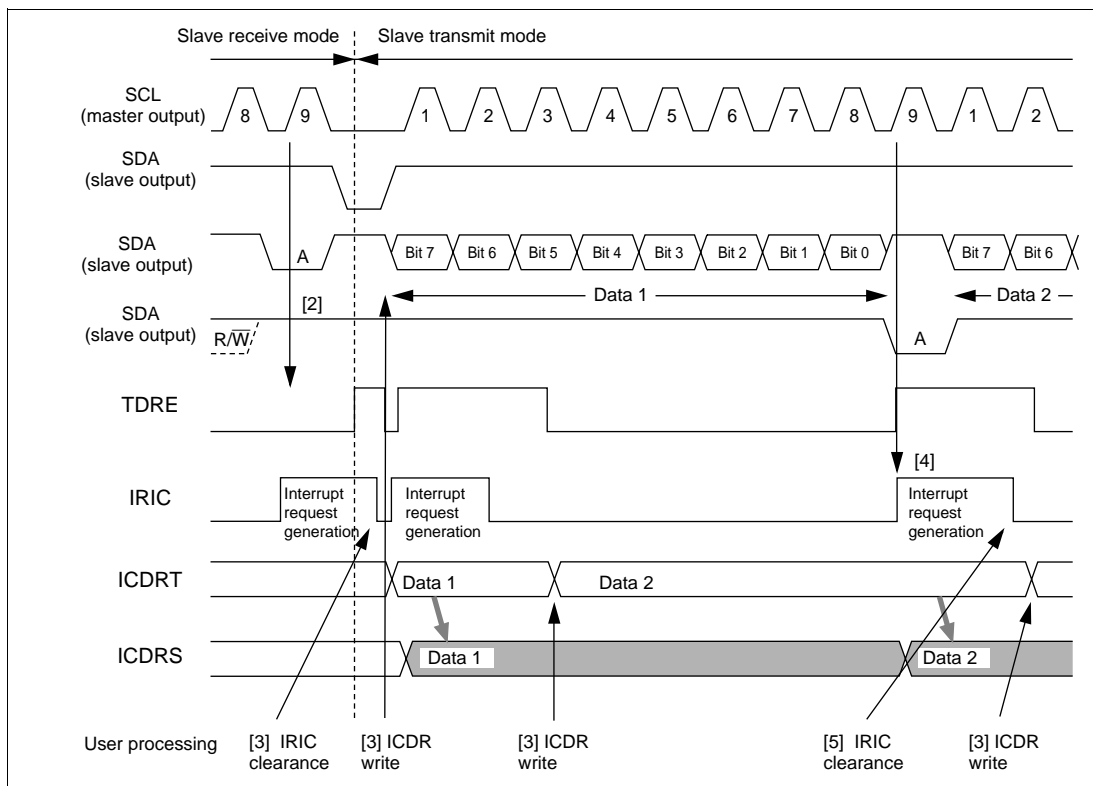 Slave receive mode Slave transmit mode
SCL
(master output)
8 9 1 2 3 4 5 6 7 8 9 1 2
SDA
(slave output)
SDA
(slave output)
A Bit 7 Bit 6 Bit 5 Bit 4 Bit 3 Bit 2 Bit 1 Bit 0 Bit 7 Bit 6
[2] Data 1 Data 2
SDA
(slave output)
R/W̅ A
TDRE
[4]
IRIC
Interrupt
request
generation
Interrupt
request
generation
Interrupt
request
generation
ICDRT
Data 1 Data 2
ICDRS
Data 1 Data 2
User processing
[3] IRIC
clearance
[3] ICDR
write
[3] ICDR
write
[5] IRIC
clearance
[3] ICDR
write